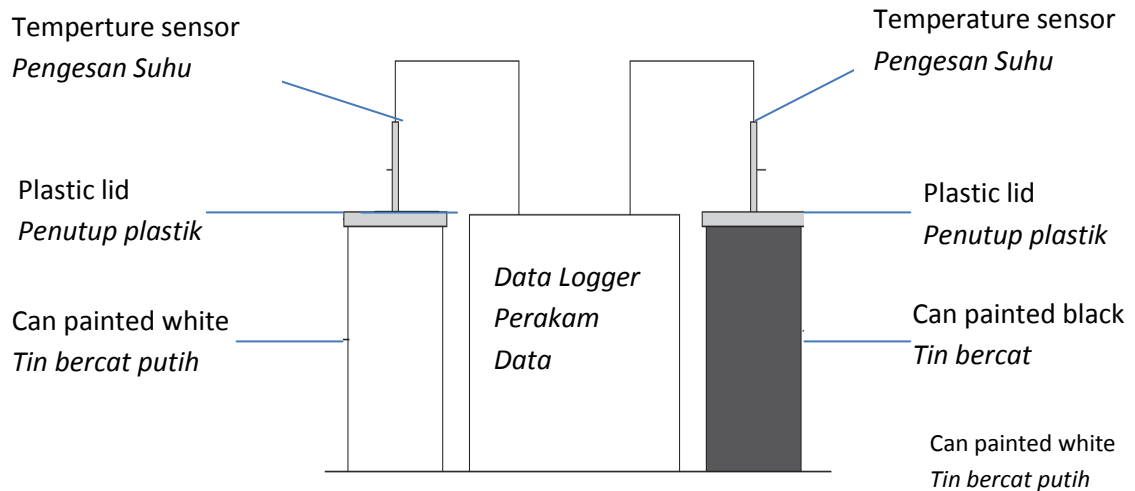 Temperture sensor
Pengesan Suhu
Temperature sensor
Pengesan Suhu
Plastic lid
Penutup plastik
Plastic lid
Penutup plastik
Data Logger
Perakam
Data
Can painted white
Tin bercat putih
Can painted black
Tin bercat
Can painted white
Tin bercat putih